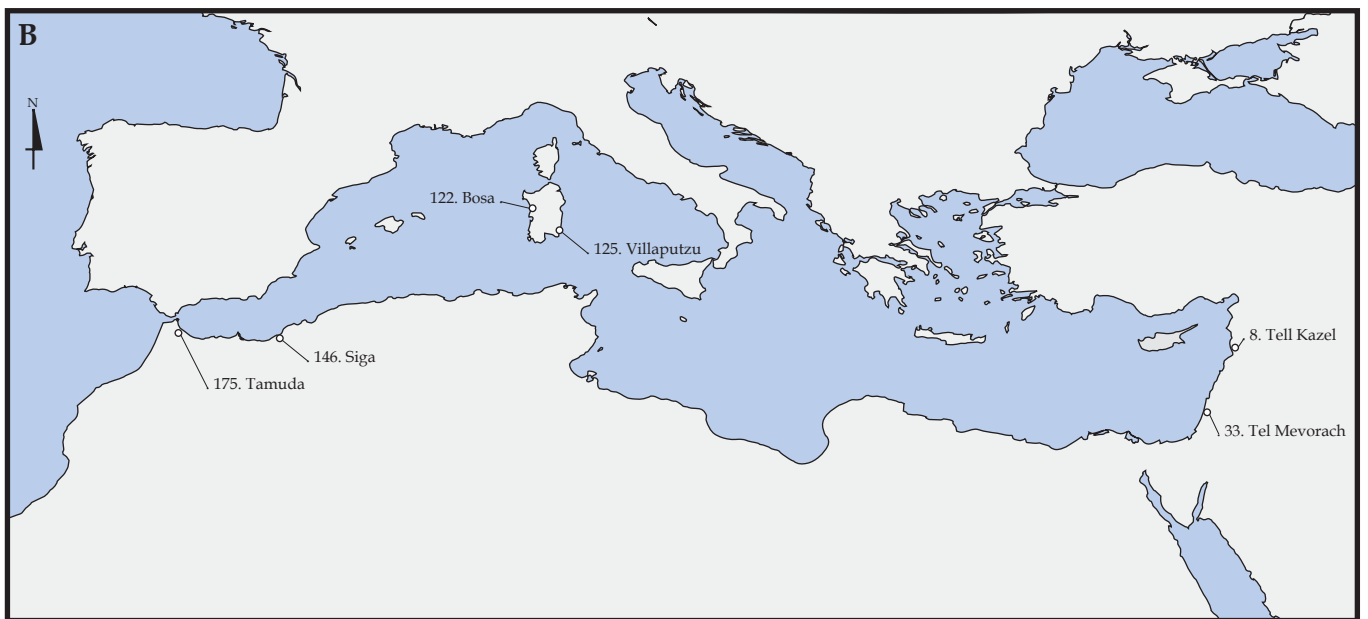 B
N
122. Bosa
125. Villaputzu
146. Siga
175. Tamuda
8. Tell Kazel
33. Tel Mevorach